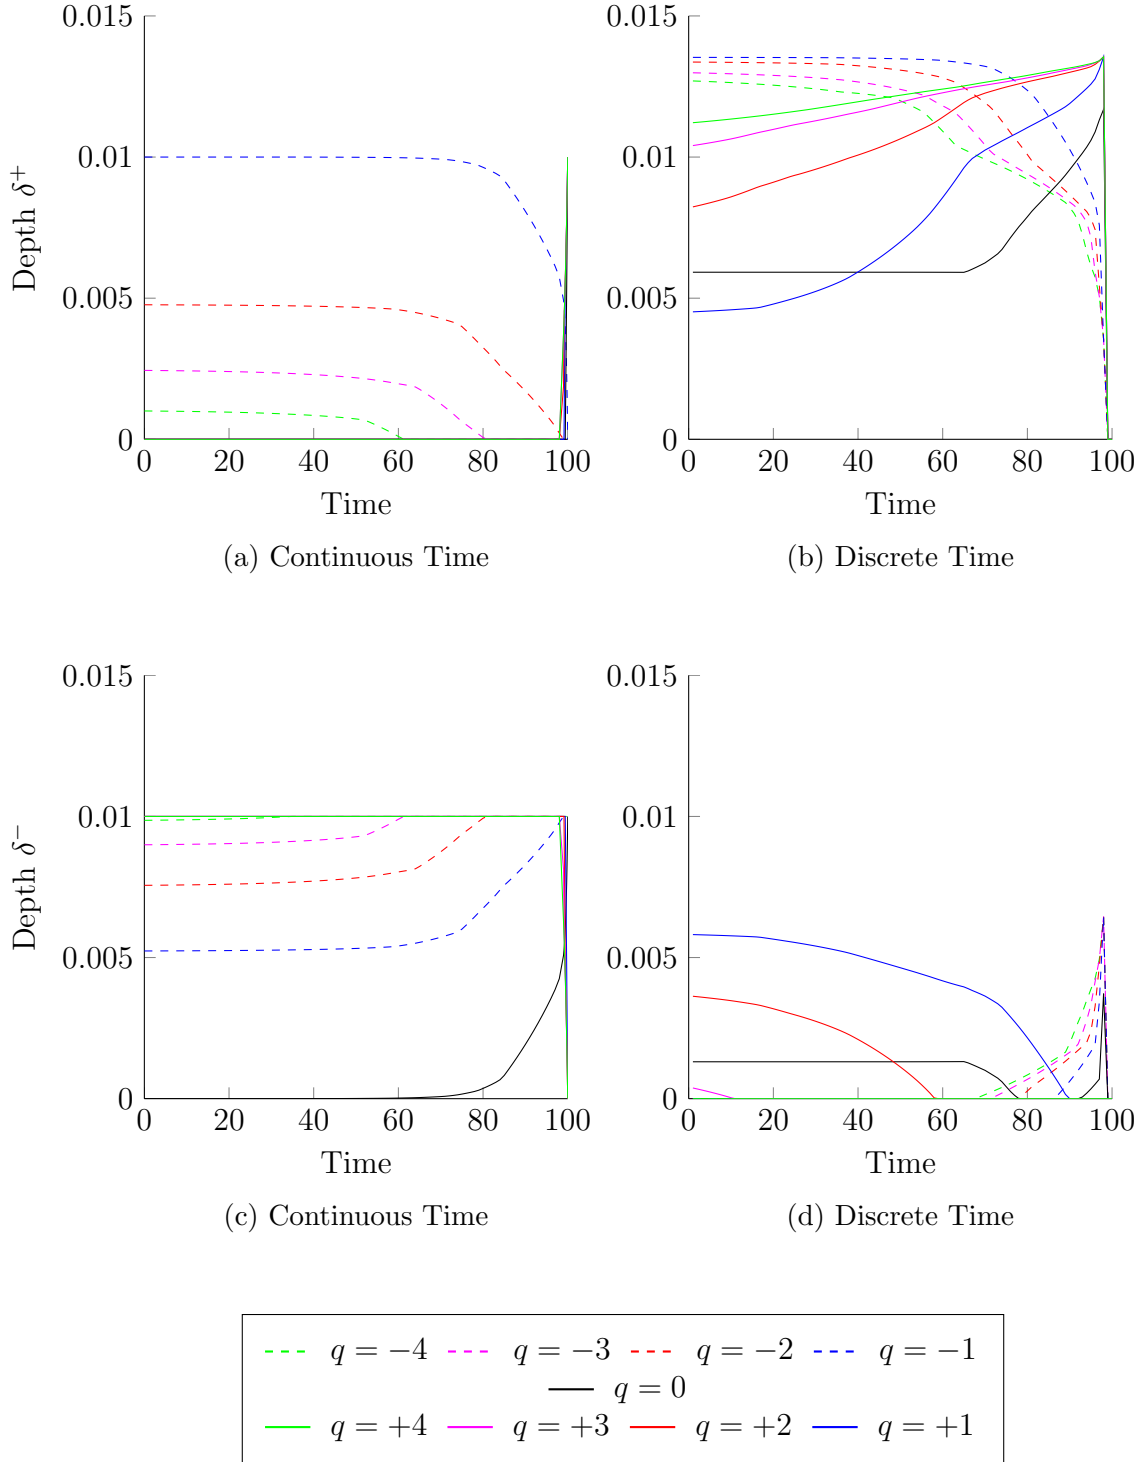 0.015 0.015
0.01 0.01
0.005 0.005
0 0
Depth δ⁺
0 20 40 60 80 100 0 20 40 60 80 100
Time Time
(a) Continuous Time (b) Discrete Time
0.015 0.015
0.01 0.01
0.005 0.005
0 0
Depth δ⁻
0 20 40 60 80 100 0 20 40 60 80 100
Time Time
(c) Continuous Time (d) Discrete Time
q = −4 q = −3 q = −2 q = −1
q = 0
q = +4 q = +3 q = +2 q = +1